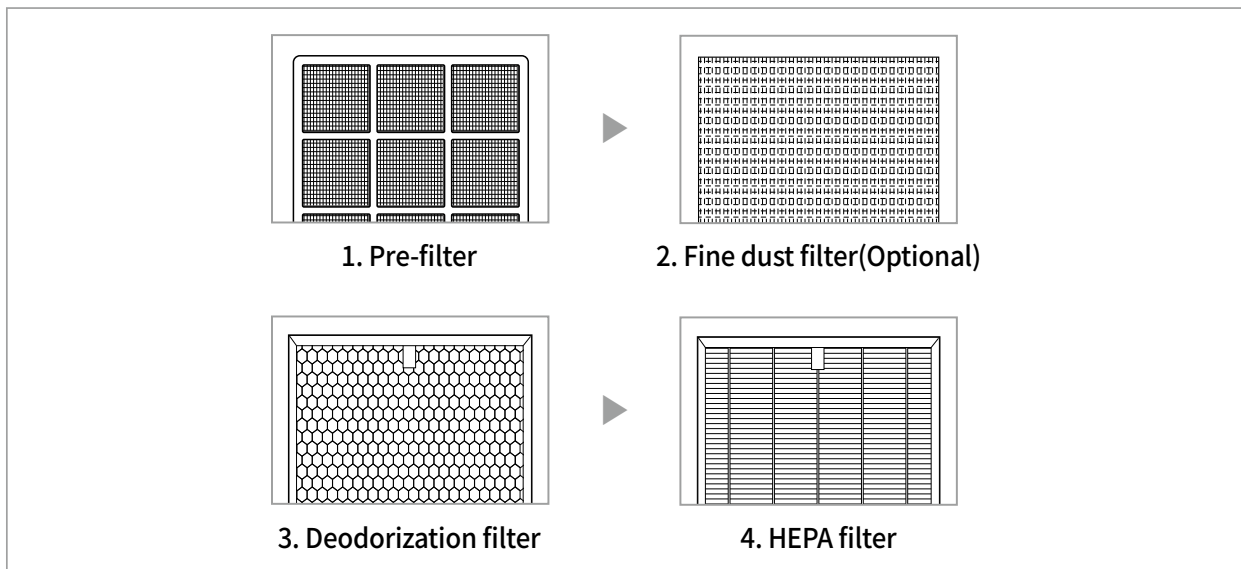 1. Pre-filter
2. Fine dust filter(Optional)
3. Deodorization filter
4. HEPA filter